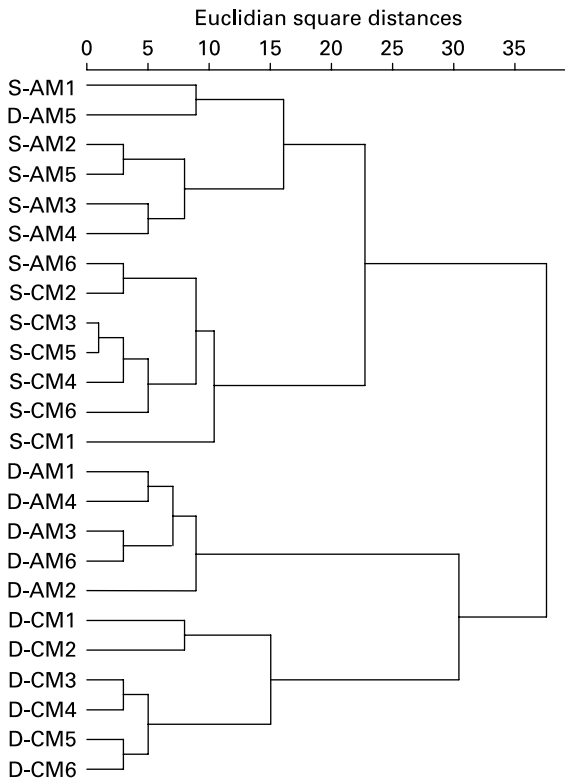 Euclidian square distances
0 5 10 15 20 25 30 35
S-AM1
D-AM5
S-AM2
S-AM5
S-AM3
S-AM4
S-AM6
S-CM2
S-CM3
S-CM5
S-CM4
S-CM6
S-CM1
D-AM1
D-AM4
D-AM3
D-AM6
D-AM2
D-CM1
D-CM2
D-CM3
D-CM4
D-CM5
D-CM6